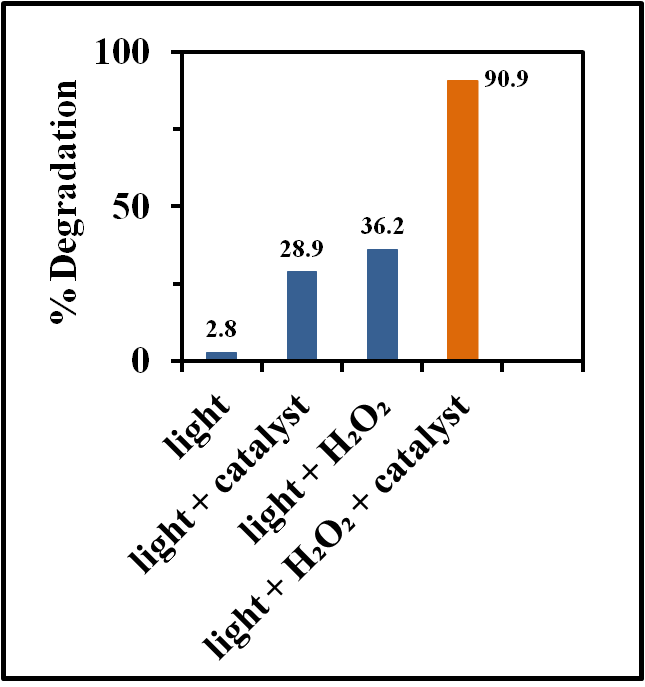 100
50
0
% Degradation
2.8
28.9
36.2
90.9
light
light + catalyst
light + H₂O₂
light + H₂O₂ + catalyst